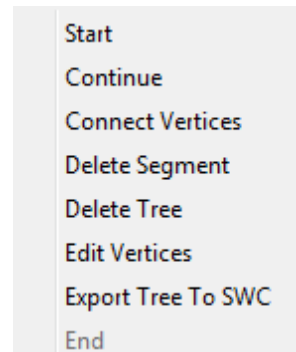 Start
Continue
Connect Vertices
Delete Segment
Delete Tree
Edit Vertices
Export Tree To SWC
End